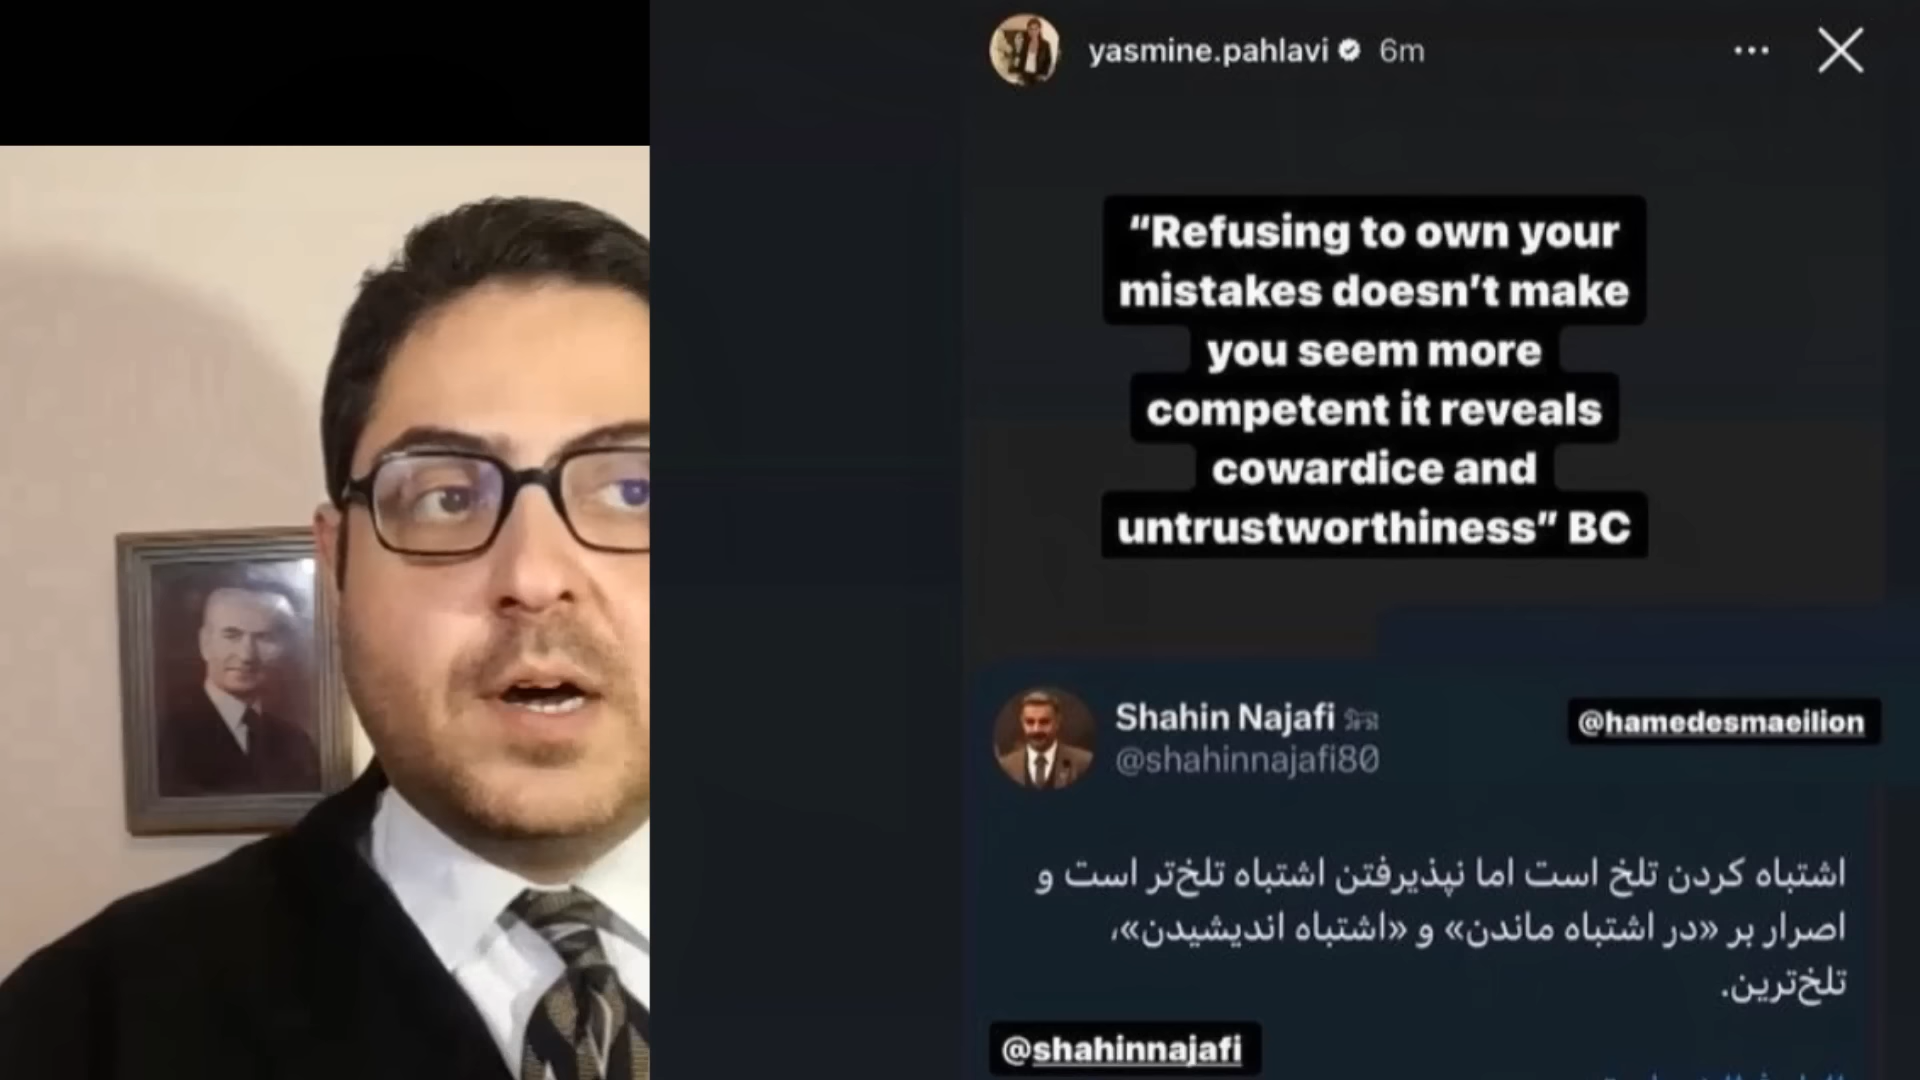 yasmine.pahlavi 6m
“Refusing to own your
mistakes doesn’t make
you seem more
competent it reveals
cowardice and
untrustworthiness” BC
Shahin Najafi
@hamedesmaeilion
@shahinnajafi80
اشتباه کردن تلخ است اما نپذیرفتن اشتباه تلخ‌تر است و
اصرار بر «در اشتباه ماندن» و «اشتباه اندیشیدن»،
تلخ‌ترین.
@shahinnajafi